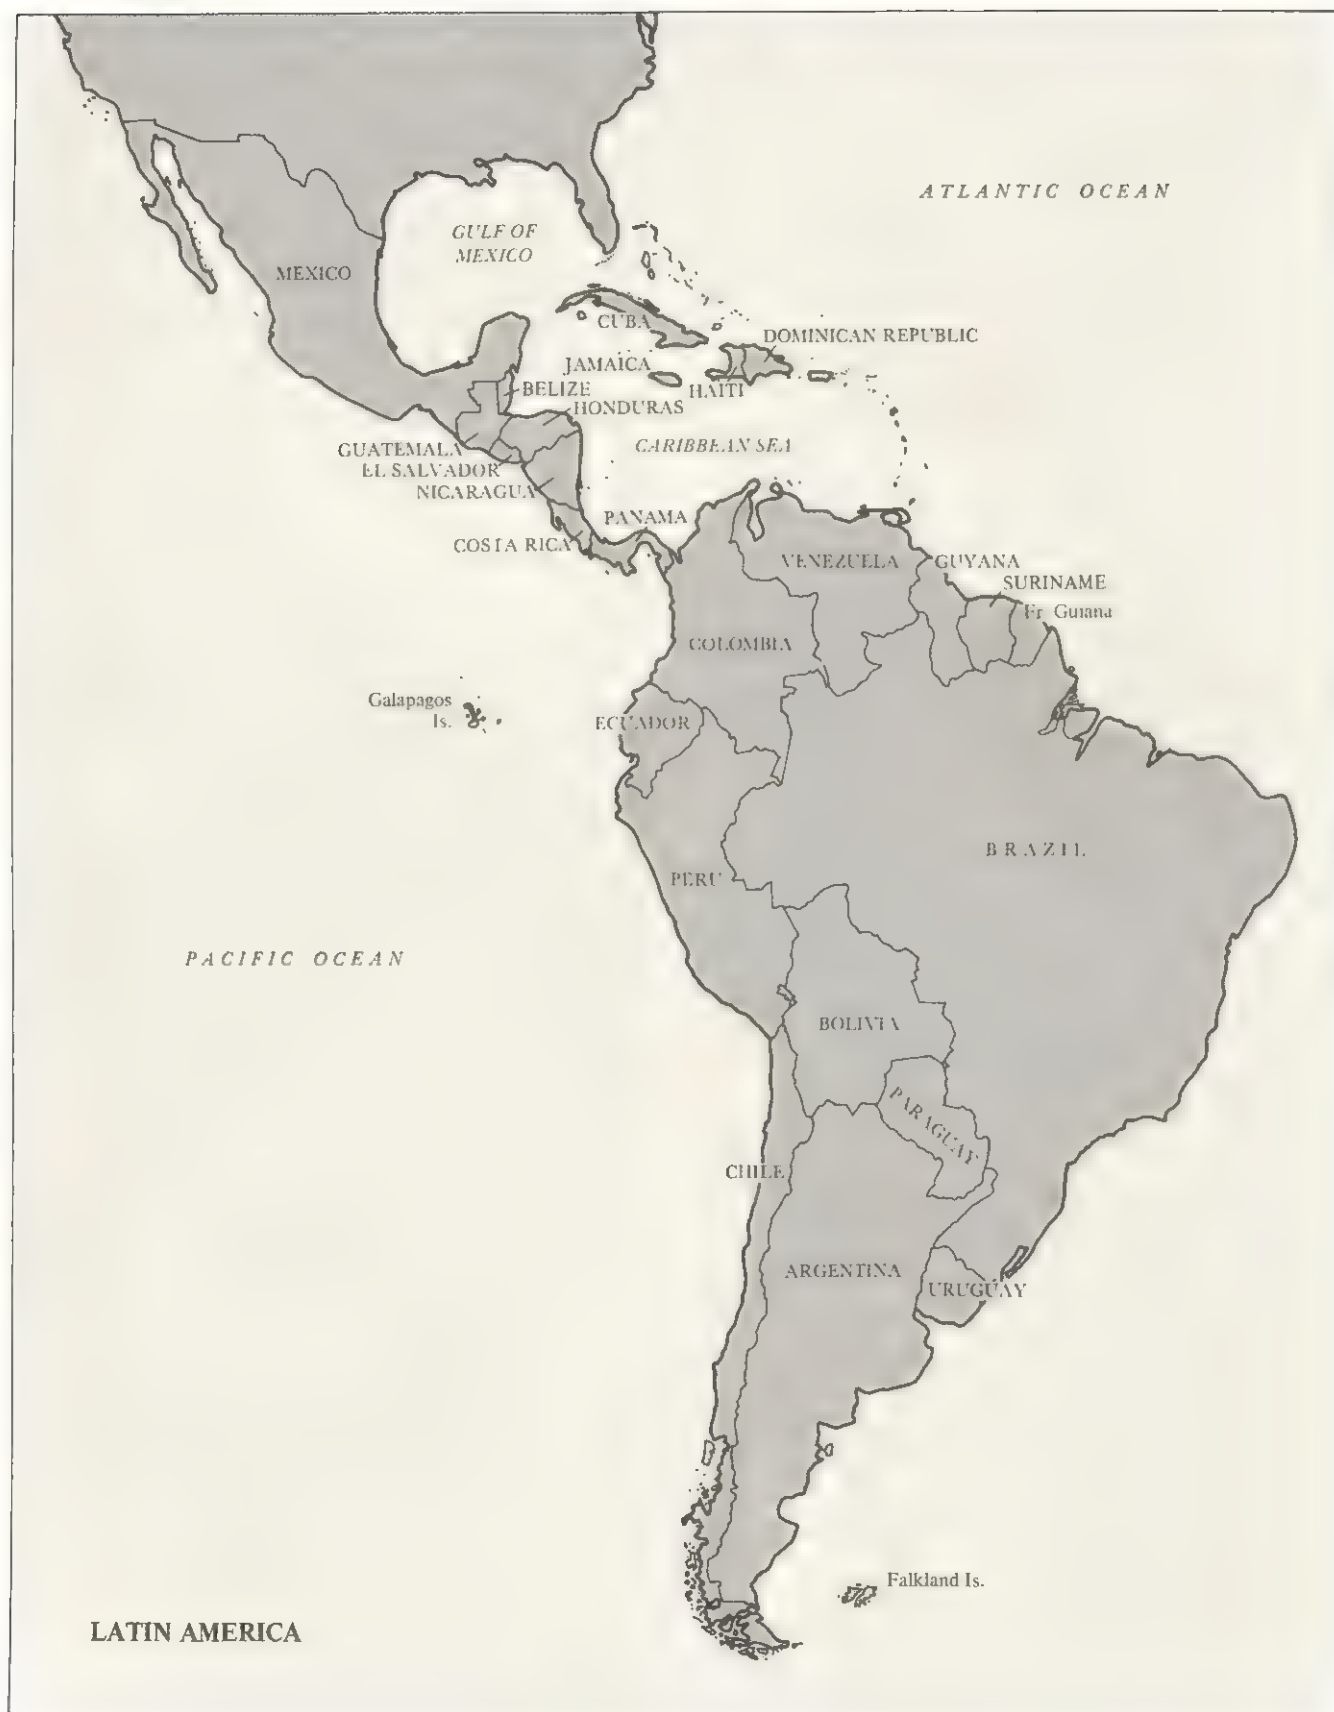 ATLANTIC OCEAN
GULF OF
MEXICO
MEXICO
CUBA
DOMINICAN REPUBLIC
JAMAICA
HAITI
BELIZE
HONDURAS
GUATEMALA
EL SALVADOR
CARIBBEAN SEA
NICARAGUA
PANAMA
COSTA RICA
VENEZUELA
GUYANA
SURINAME
Fr Guiana
COLOMBIA
Galapagos
Is.
ECUADOR
BRAZIL
PERU
PACIFIC OCEAN
BOLIVIA
PARAGUAY
CHILE
ARGENTINA
URUGUAY
Falkland Is.
LATIN AMERICA